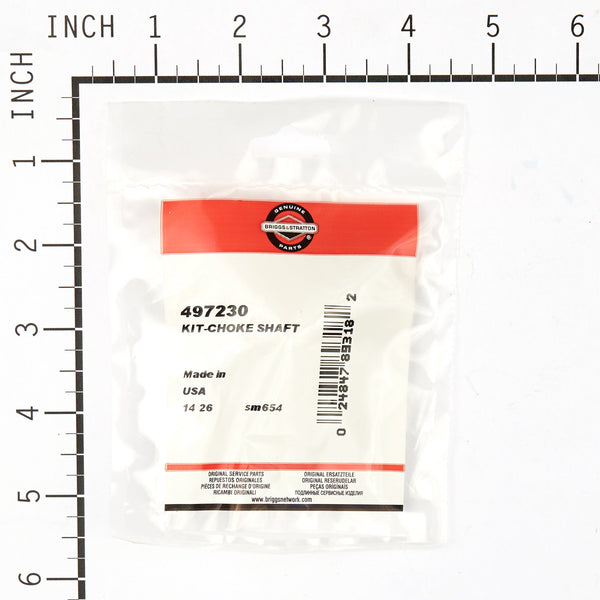 INCH 1 2 3 4 5 6
INCH
1
2
3
4
5
6
GENUINE
BRIGGS & STRATTON
PARTS
®
497230
KIT-CHOKE SHAFT
Made in
USA
14 26 sm654
0 24847 89318 2
ORIGINAL SERVICE PARTS
REPUESTOS ORIGINALES
PIÈCES DE RECHANGE D'ORIGINE
RICAMBI ORIGINALI
ORIGINAL ERSATZTEILE
ORIGINAL RESERUDELAR
PEÇAS ORIGINAIS
ПОДЛИННЫЕ СЕРВИСНЫЕ ИЗДЕЛИЯ
www.briggsnetwork.com